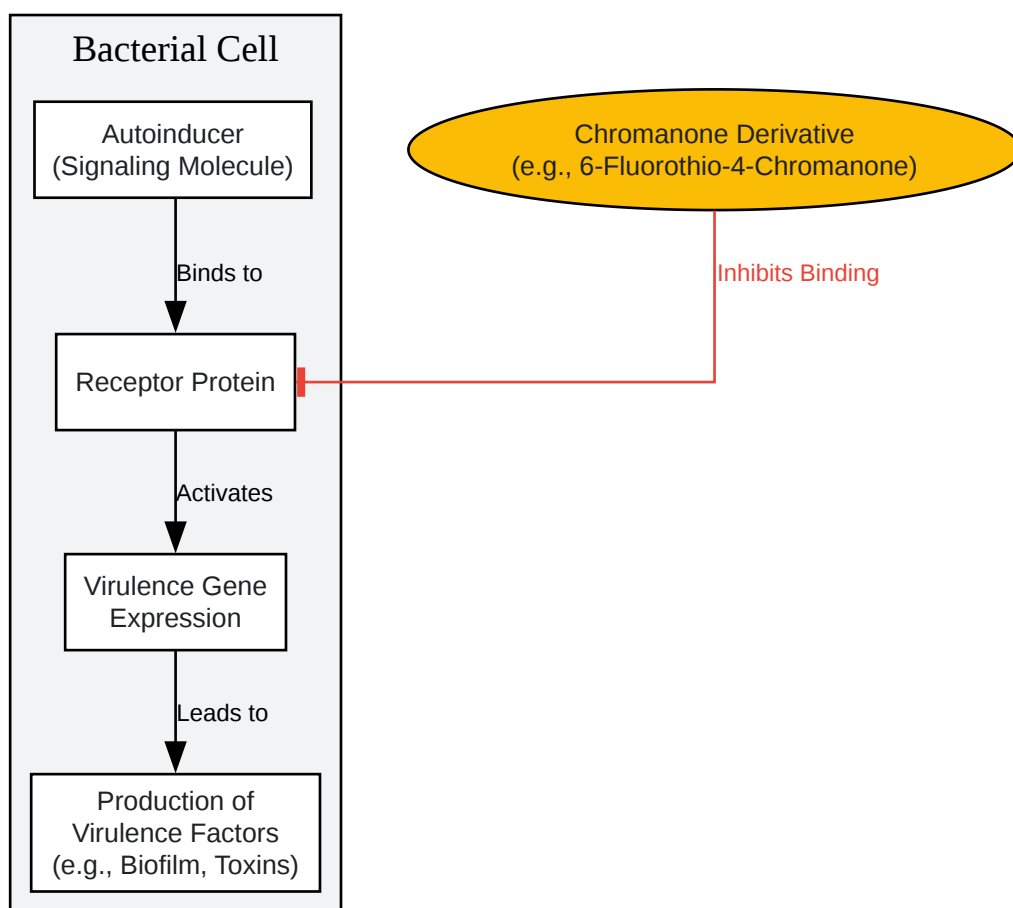 Bacterial Cell
Autoinducer
(Signaling Molecule)
Chromanone Derivative
(e.g., 6-Fluorothio-4-Chromanone)
Binds to
Inhibits Binding
Receptor Protein
Activates
Virulence Gene
Expression
Leads to
Production of
Virulence Factors
(e.g., Biofilm, Toxins)